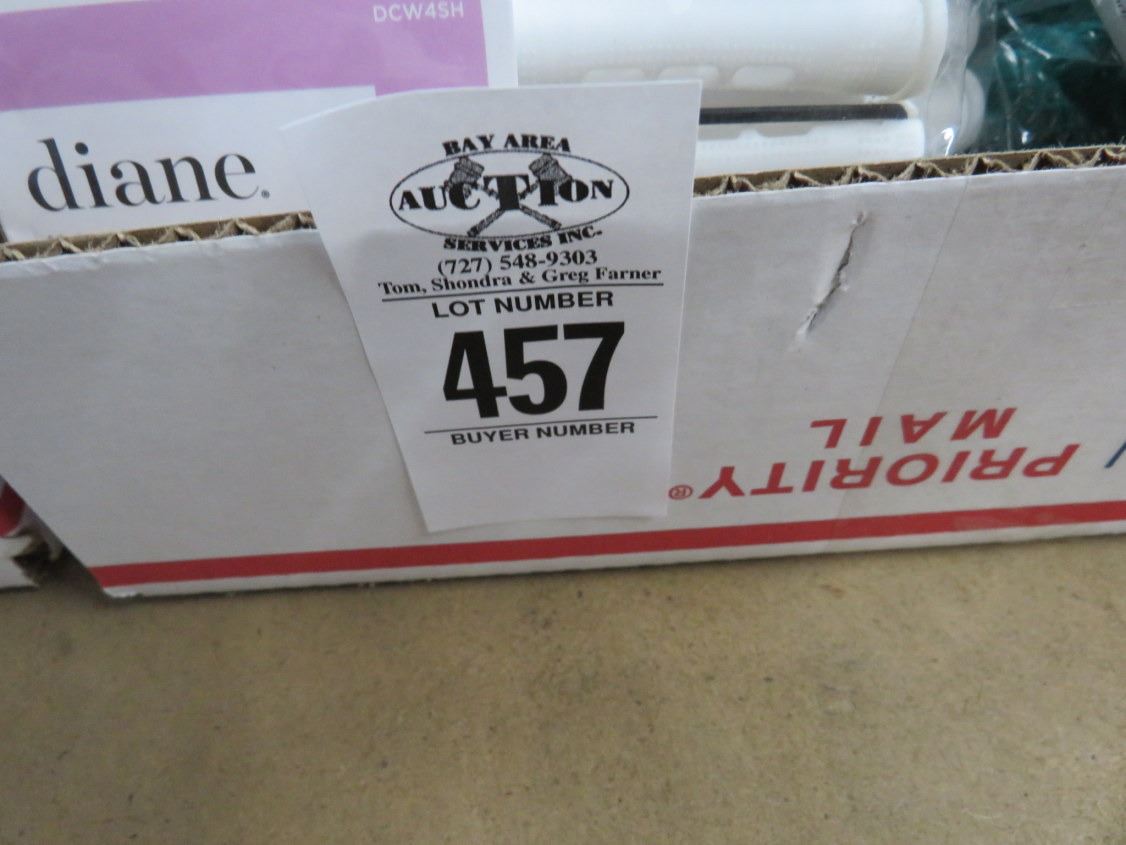 DCW4SH
diane®
BAY AREA
AUCTION
SERVICES INC.
(727) 548-9303
Tom, Shondra & Greg Farner
LOT NUMBER
457
BUYER NUMBER
PRIORITY®
MAIL